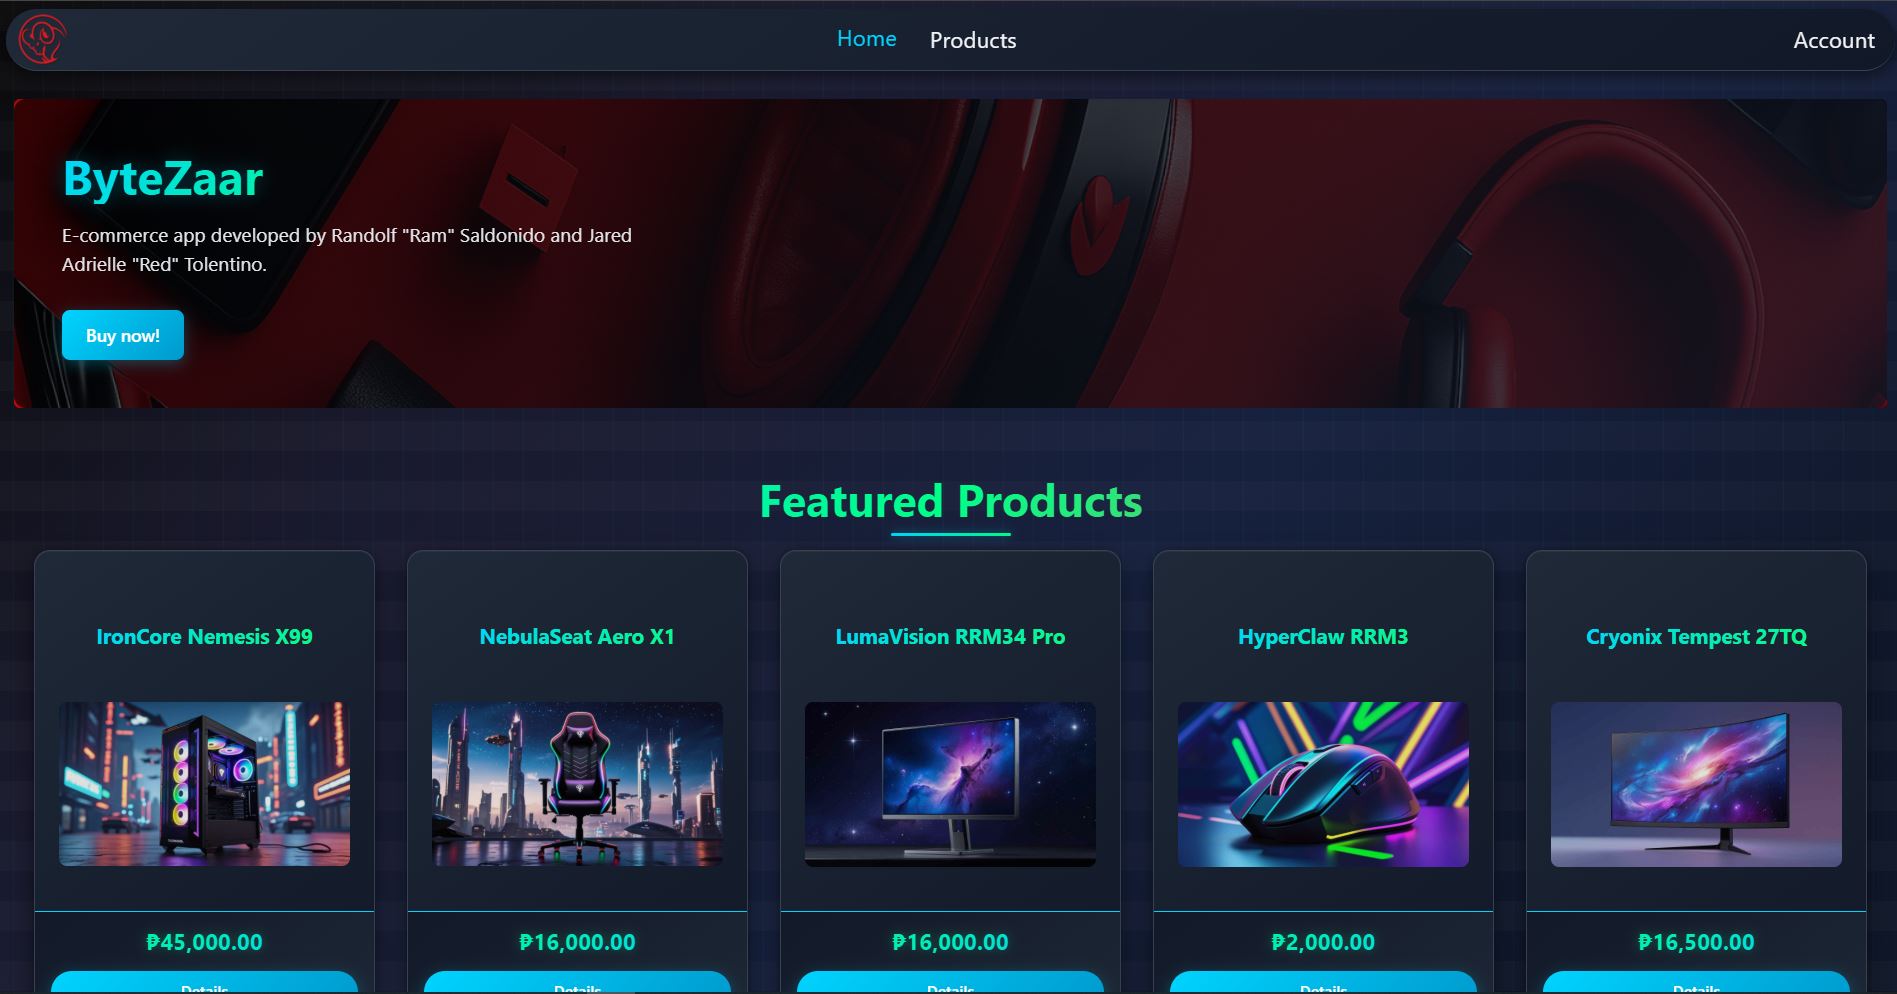 Home Products Account
ByteZaar
E-commerce app developed by Randolf "Ram" Saldonido and Jared
Adrielle "Red" Tolentino.
Buy now!
Featured Products
IronCore Nemesis X99
NebulaSeat Aero X1
LumaVision RRM34 Pro
HyperClaw RRM3
Cryonix Tempest 27TQ
₱45,000.00
₱16,000.00
₱16,000.00
₱2,000.00
₱16,500.00
Details
Details
Details
Details
Details